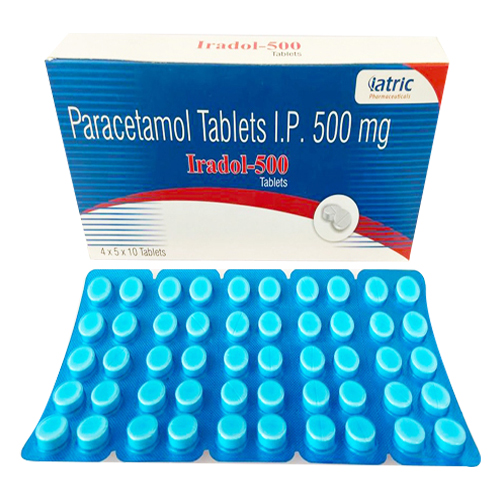 Iradol-500
Tablets
iatric
Pharmaceuticals
Paracetamol Tablets I.P. 500 mg
Iradol-500
Tablets
4 x 5 x 10 Tablets